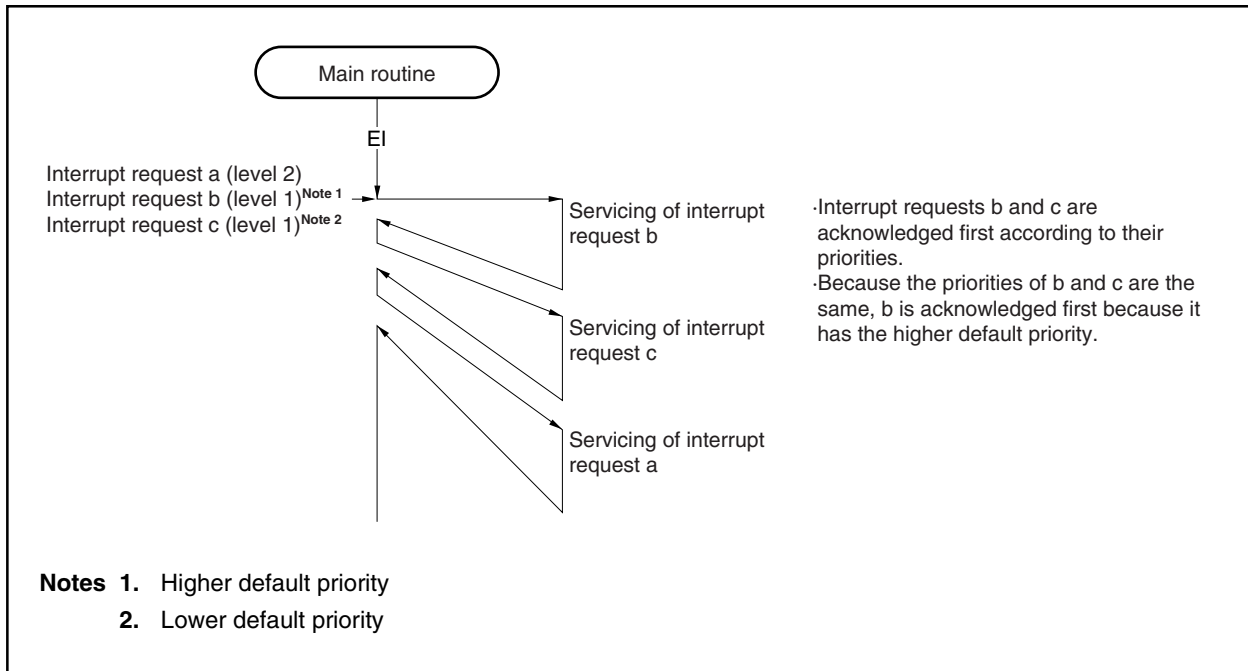 Main routine
EI
Interrupt request a (level 2)
Interrupt request b (level 1)Note 1
Interrupt request c (level 1)Note 2
Servicing of interrupt
request b
·Interrupt requests b and c are
acknowledged first according to their
priorities.
·Because the priorities of b and c are the
same, b is acknowledged first because it
has the higher default priority.
Servicing of interrupt
request c
Servicing of interrupt
request a
Notes 1. Higher default priority
2. Lower default priority